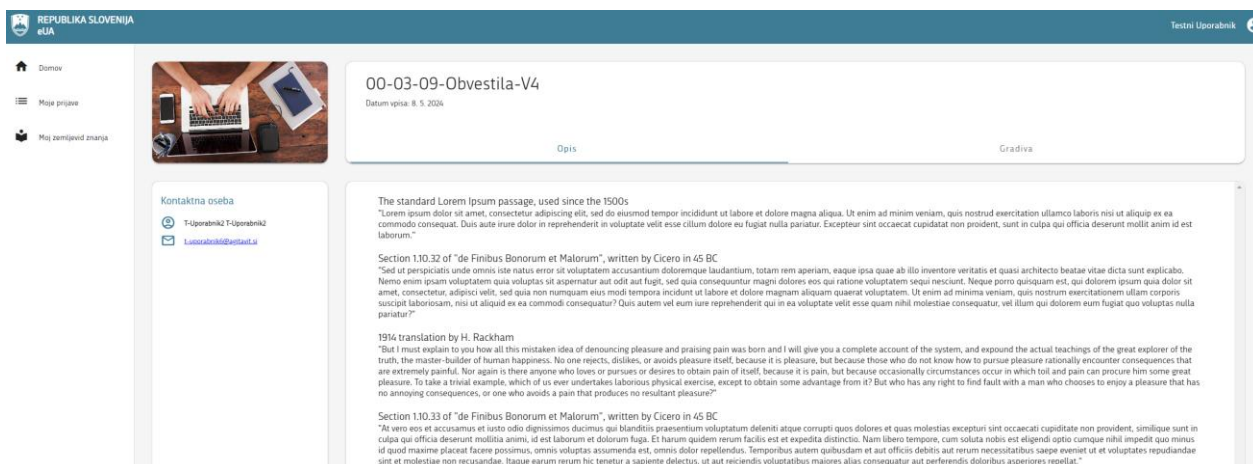 REPUBLIKA SLOVENIJA
eUA
Testni Uporabnik
Domov
Moje prijave
Moj zemljevid znanja
00-03-09-Obvestila-V4
Datum vpisa: 8. 5. 2024
Opis
Gradiva
Kontaktna oseba
T-Uporabnik2 T-Uporabnik2
t-uporabnik6@agitavit.si
The standard Lorem Ipsum passage, used since the 1500s
"Lorem ipsum dolor sit amet, consectetur adipiscing elit, sed do eiusmod tempor incididunt ut labore et dolore magna aliqua. Ut enim ad minim veniam, quis nostrud exercitation ullamco laboris nisi ut aliquip ex ea
commodo consequat. Duis aute irure dolor in reprehenderit in voluptate velit esse cillum dolore eu fugiat nulla pariatur. Excepteur sint occaecat cupidatat non proident, sunt in culpa qui officia deserunt mollit anim id est
laborum."
Section 1.10.32 of "de Finibus Bonorum et Malorum", written by Cicero in 45 BC
"Sed ut perspiciatis unde omnis iste natus error sit voluptatem accusantium doloremque laudantium, totam rem aperiam, eaque ipsa quae ab illo inventore veritatis et quasi architecto beatae vitae dicta sunt explicabo.
Nemo enim ipsam voluptatem quia voluptas sit aspernatur aut odit aut fugit, sed quia consequuntur magni dolores eos qui ratione voluptatem sequi nesciunt. Neque porro quisquam est, qui dolorem ipsum quia dolor sit
amet, consectetur, adipisci velit, sed quia non numquam eius modi tempora incidunt ut labore et dolore magnam aliquam quaerat voluptatem. Ut enim ad minima veniam, quis nostrum exercitationem ullam corporis
suscipit laboriosam, nisi ut aliquid ex ea commodi consequatur? Quis autem vel eum iure reprehenderit qui in ea voluptate velit esse quam nihil molestiae consequatur, vel illum qui dolorem eum fugiat quo voluptas nulla
pariatur?"
1914 translation by H. Rackham
"But I must explain to you how all this mistaken idea of denouncing pleasure and praising pain was born and I will give you a complete account of the system, and expound the actual teachings of the great explorer of the
truth, the master-builder of human happiness. No one rejects, dislikes, or avoids pleasure itself, because it is pleasure, but because those who do not know how to pursue pleasure rationally encounter consequences that
are extremely painful. Nor again is there anyone who loves or pursues or desires to obtain pain of itself, because it is pain, but because occasionally circumstances occur in which toil and pain can procure him some great
pleasure. To take a trivial example, which of us ever undertakes laborious physical exercise, except to obtain some advantage from it? But who has any right to find fault with a man who chooses to enjoy a pleasure that has
no annoying consequences, or one who avoids a pain that produces no resultant pleasure?"
Section 1.10.33 of "de Finibus Bonorum et Malorum", written by Cicero in 45 BC
"At vero eos et accusamus et iusto odio dignissimos ducimus qui blanditiis praesentium voluptatum deleniti atque corrupti quos dolores et quas molestias excepturi sint occaecati cupiditate non provident, similique sunt in
culpa qui officia deserunt mollitia animi, id est laborum et dolorum fuga. Et harum quidem rerum facilis est et expedita distinctio. Nam libero tempore, cum soluta nobis est eligendi optio cumque nihil impedit quo minus
id quod maxime placeat facere possimus, omnis voluptas assumenda est, omnis dolor repellendus. Temporibus autem quibusdam et aut officiis debitis aut rerum necessitatibus saepe eveniet ut et voluptates repudiandae
sint et molestiae non recusandae. Itaque earum rerum hic tenetur a sapiente delectus, ut aut reiciendis voluptatibus maiores alias consequatur aut perferendis doloribus asperiores repellat."